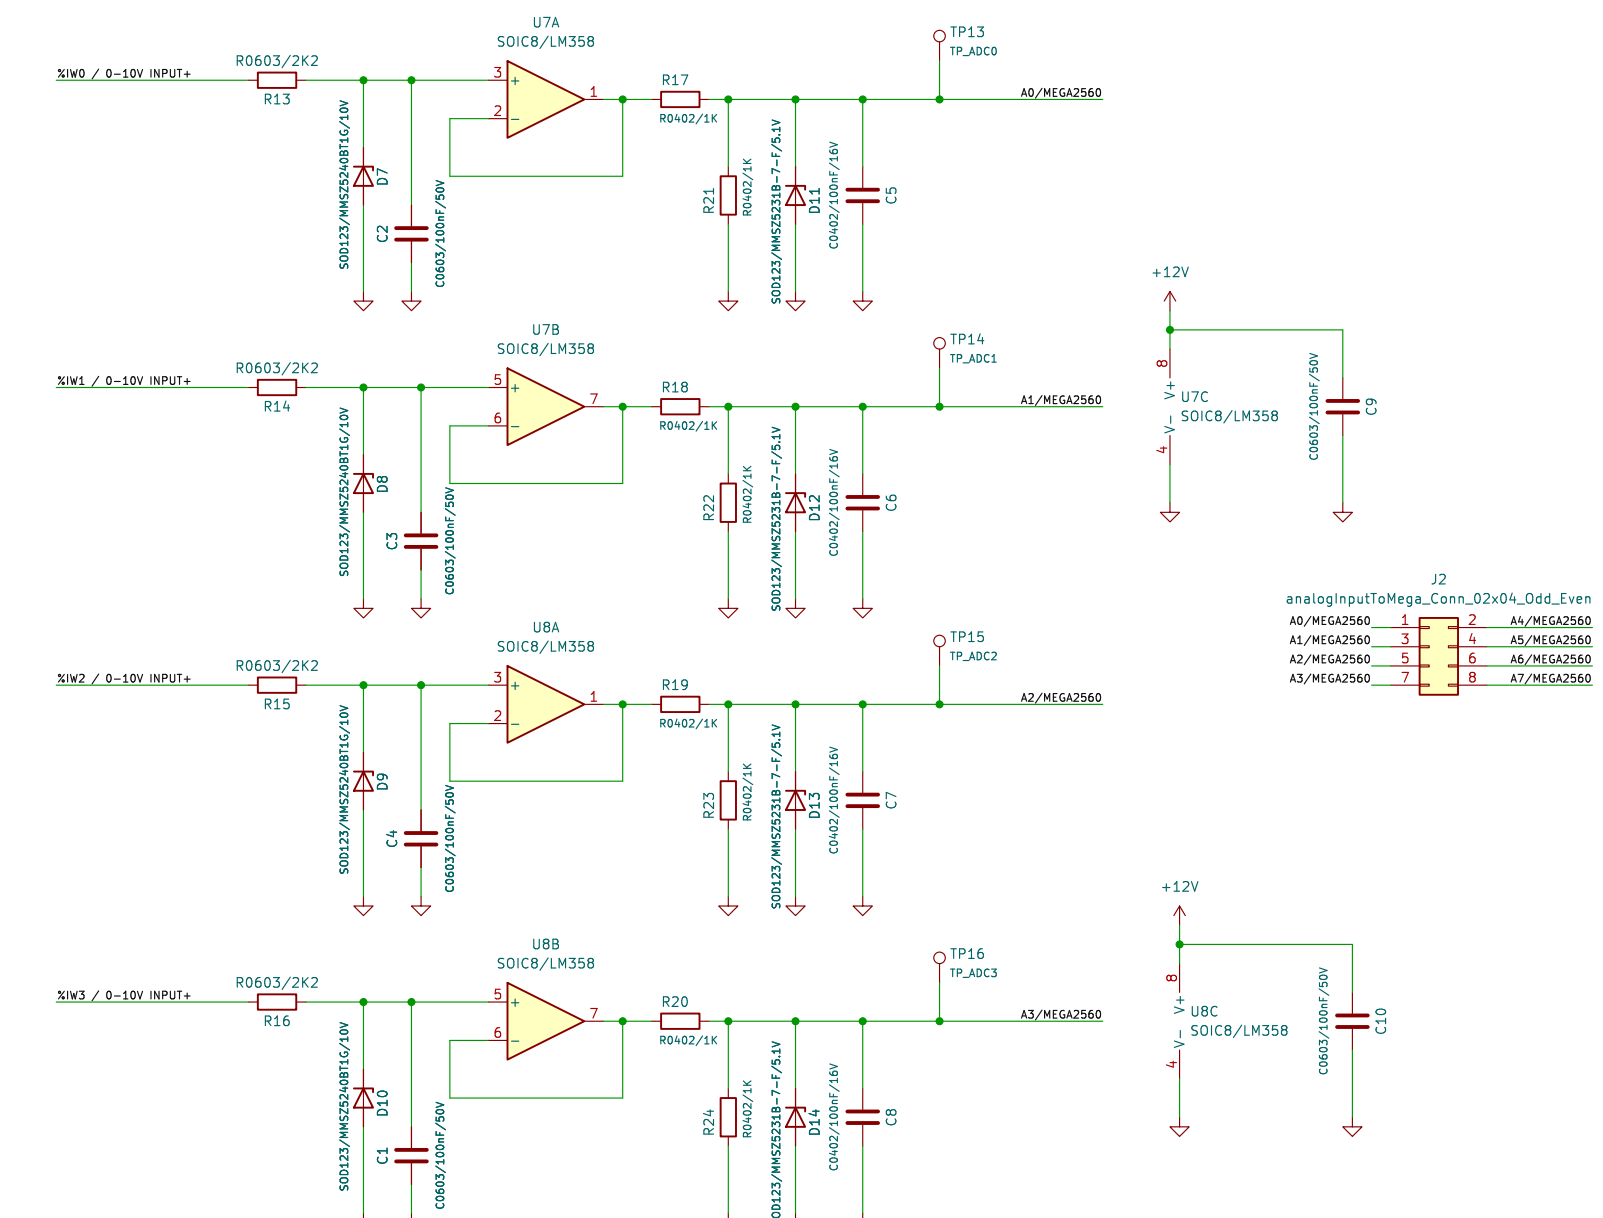 U7A
SOIC8/LM358
R0603/2K2
%IW0 / 0-10V INPUT+
R13
3
+
2
-
1
R17
R0402/1K
TP13
TP_ADC0
A0/MEGA2560
SOD123/MMSZ5240BT1G/10V
D7
C2
C0603/100nF/50V
R21
R0402/1K
SOD123/MMSZ5231B-7-F/5.1V
D11
C0402/100nF/16V
C5
+12V
8
V+
U7C
SOIC8/LM358
V-
4
C0603/100nF/50V
C9
U7B
SOIC8/LM358
R0603/2K2
%IW1 / 0-10V INPUT+
R14
5
+
6
-
7
R18
R0402/1K
TP14
TP_ADC1
A1/MEGA2560
SOD123/MMSZ5240BT1G/10V
D8
C3
C0603/100nF/50V
R22
R0402/1K
SOD123/MMSZ5231B-7-F/5.1V
D12
C0402/100nF/16V
C6
J2
analogInputToMega_Conn_02x04_Odd_Even
A0/MEGA2560 1 2 A4/MEGA2560
A1/MEGA2560 3 4 A5/MEGA2560
A2/MEGA2560 5 6 A6/MEGA2560
A3/MEGA2560 7 8 A7/MEGA2560
U8A
SOIC8/LM358
R0603/2K2
%IW2 / 0-10V INPUT+
R15
3
+
2
-
1
R19
R0402/1K
TP15
TP_ADC2
A2/MEGA2560
SOD123/MMSZ5240BT1G/10V
D9
C4
C0603/100nF/50V
R23
R0402/1K
SOD123/MMSZ5231B-7-F/5.1V
D13
C0402/100nF/16V
C7
+12V
8
V+
U8C
SOIC8/LM358
V-
4
C0603/100nF/50V
C10
U8B
SOIC8/LM358
R0603/2K2
%IW3 / 0-10V INPUT+
R16
5
+
6
-
7
R20
R0402/1K
TP16
TP_ADC3
A3/MEGA2560
SOD123/MMSZ5240BT1G/10V
D10
C1
C0603/100nF/50V
R24
R0402/1K
OD123/MMSZ5231B-7-F/5.1V
D14
C0402/100nF/16V
C8